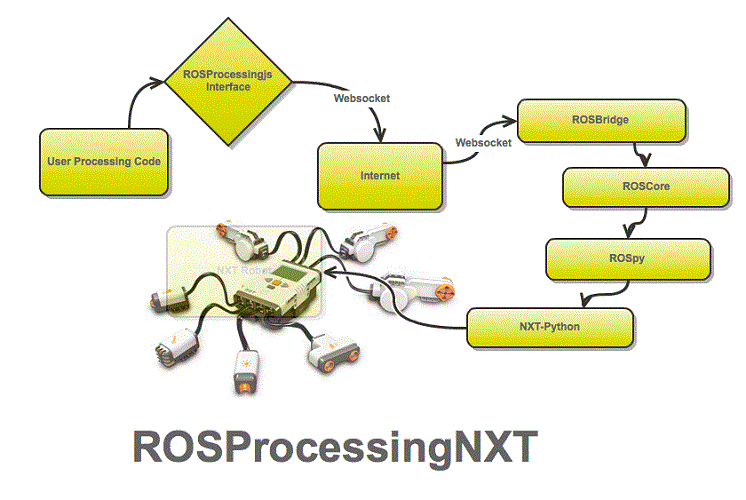 ROSProcessingjs
Interface
Websocket
User Processing Code
Internet
Websocket
ROSBridge
ROSCore
ROSpy
NXT Robot
NXT-Python
ROSProcessingNXT